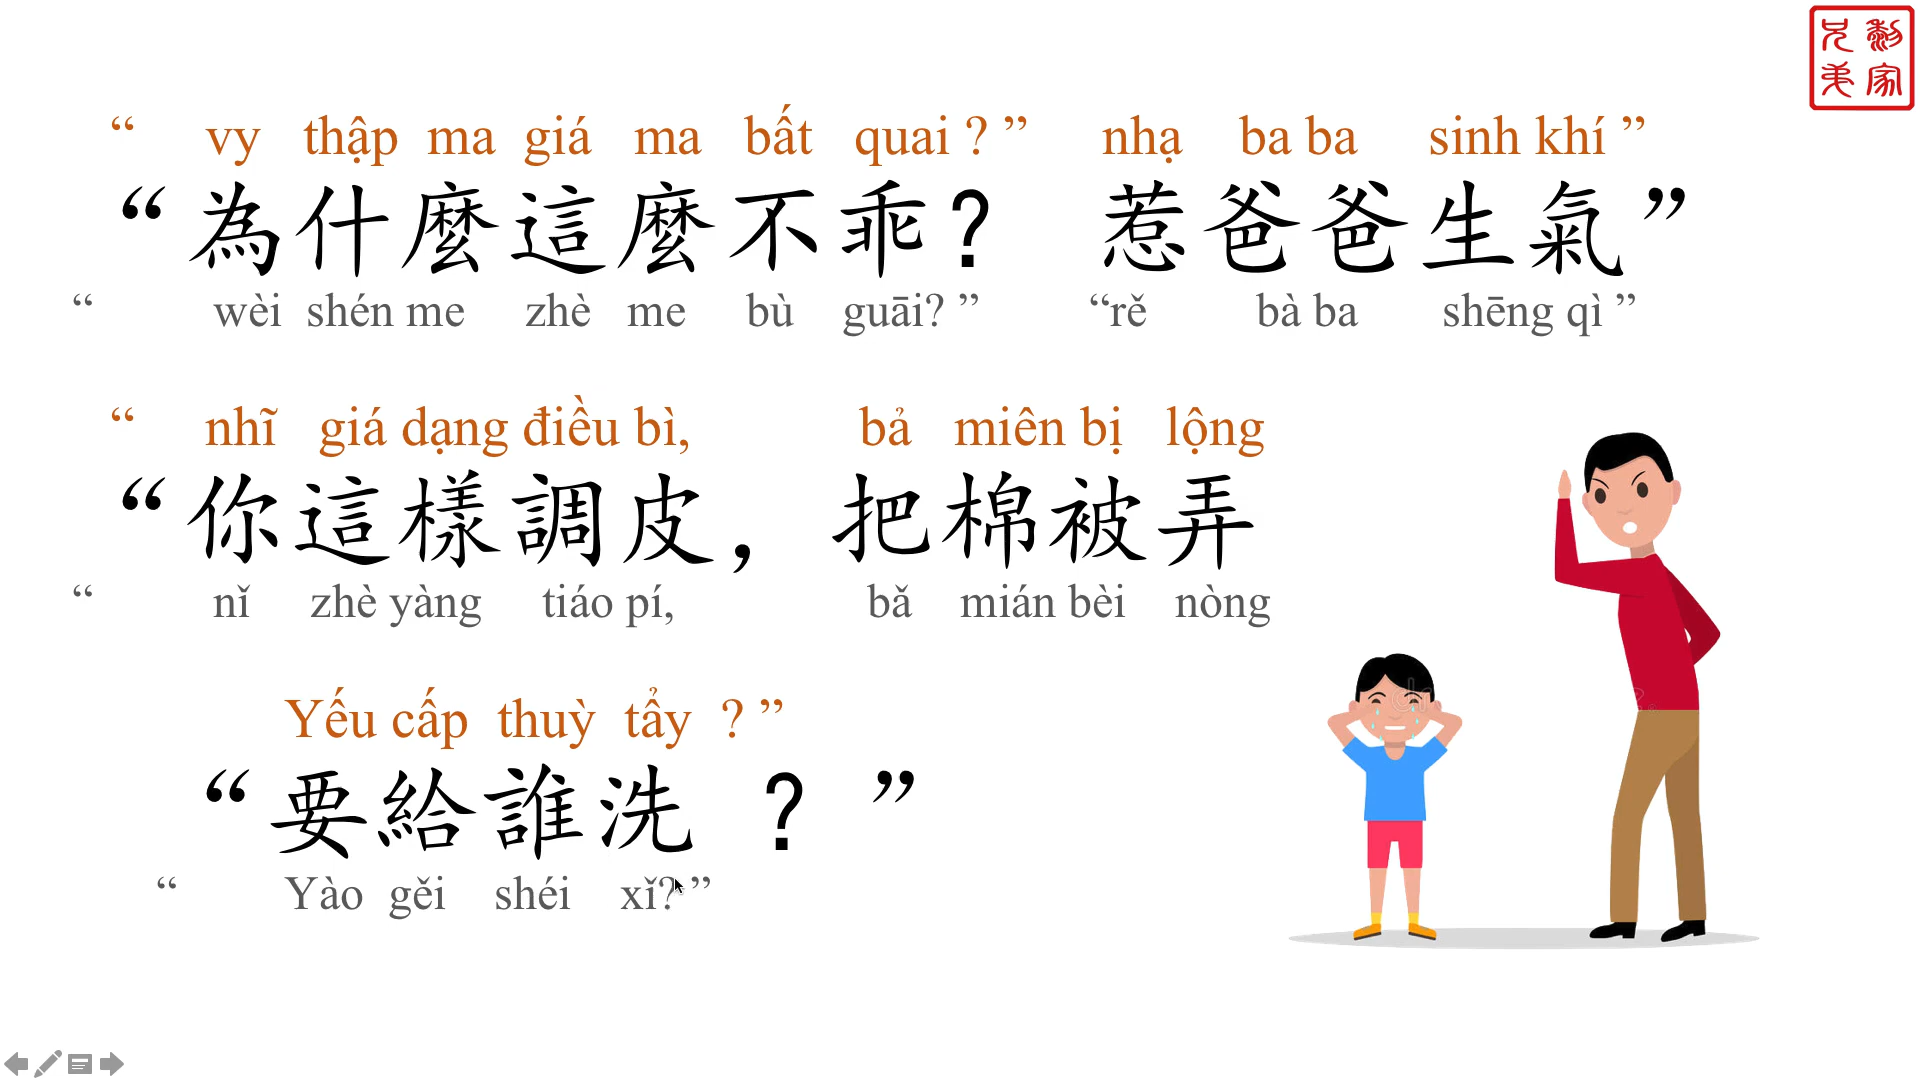 “ vy thập ma giá ma bất quai ? ” nhạ ba ba sinh khí ”
“為什麼這麼不乖? 惹爸爸生氣”
“ wèi shén me zhè me bù guāi? ” “rě bà ba shēng qì ”
“ nhĩ giá dạng điều bì, bả miên bị lộng
“你這樣調皮，把棉被弄
“ nǐ zhè yàng tiáo pí, bǎ mián bèi nòng
Yếu cấp thuỳ tẩy ? ”
“要給誰洗 ? ”
“ Yào gěi shéi xǐ? ”